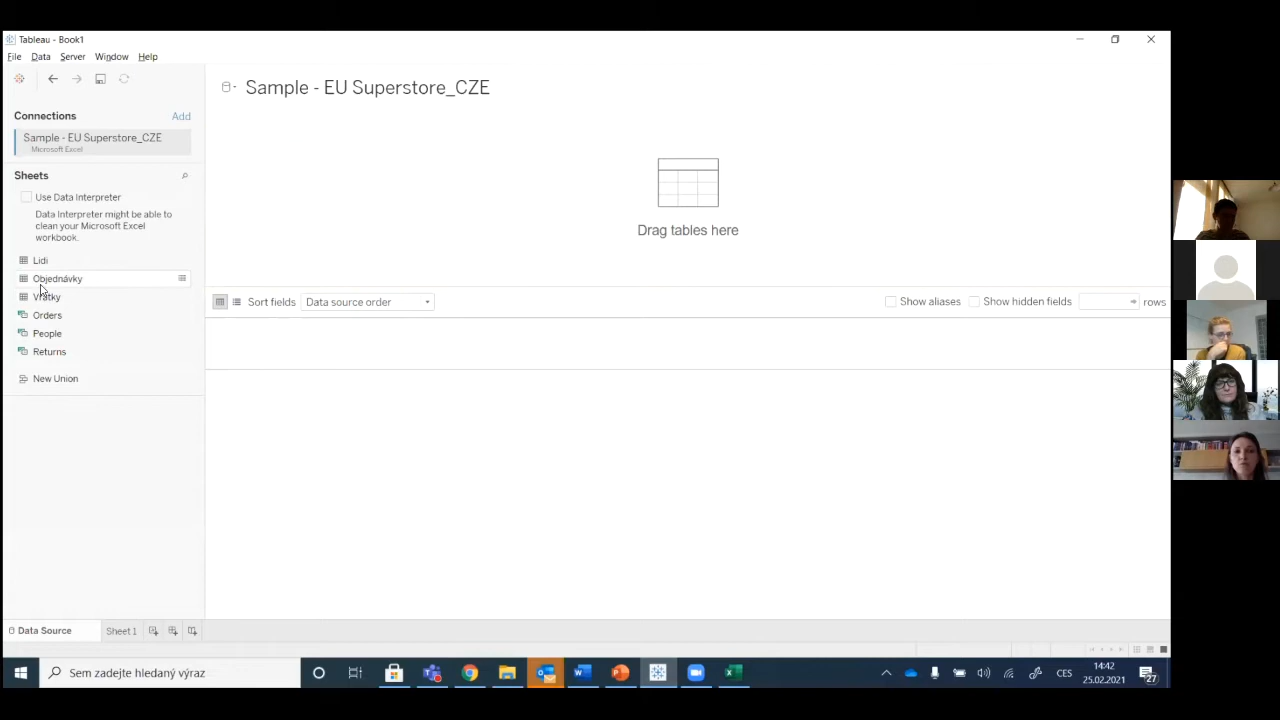 Tableau - Book1
File Data Server Window Help
Sample - EU Superstore_CZE
Connections Add
Sample - EU Superstore_CZE
Microsoft Excel
Sheets
Use Data Interpreter
Data Interpreter might be able to
clean your Microsoft Excel
workbook.
Drag tables here
Lidi
Objednávky
Vratky
Orders
People
Returns
New Union
Sort fields Data source order Show aliases Show hidden fields rows
Data Source Sheet 1
Sem zadejte hledaný výraz
CES
14:42
25.02.2021
27